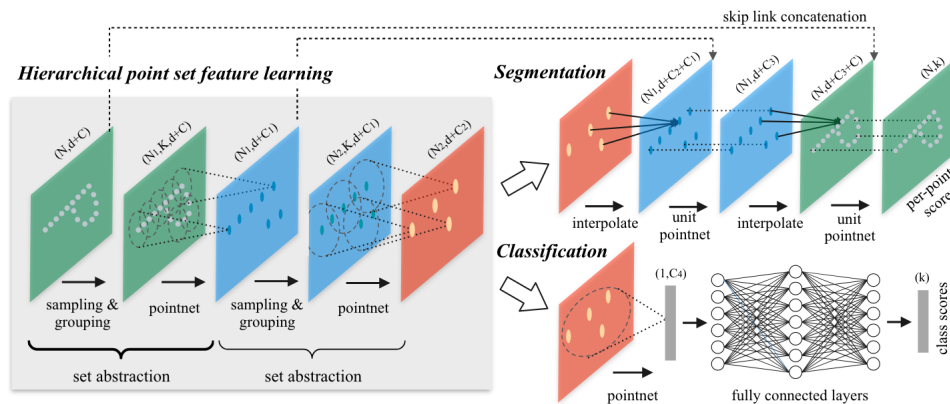 skip link concatenation
Hierarchical point set feature learning
Segmentation
(N,d+C)
(N1,K,d+C)
(N1,d+C1)
(N2,K,d+C1)
(N2,d+C2)
sampling &
grouping
pointnet
sampling &
grouping
pointnet
set abstraction
set abstraction
(N1,d+C2+C1)
(N1,d+C3)
(N,d+C3+C)
(N,k)
interpolate
unit
pointnet
interpolate
unit
pointnet
per-point
scores
Classification
(1,C4)
(k)
pointnet
fully connected layers
class scores